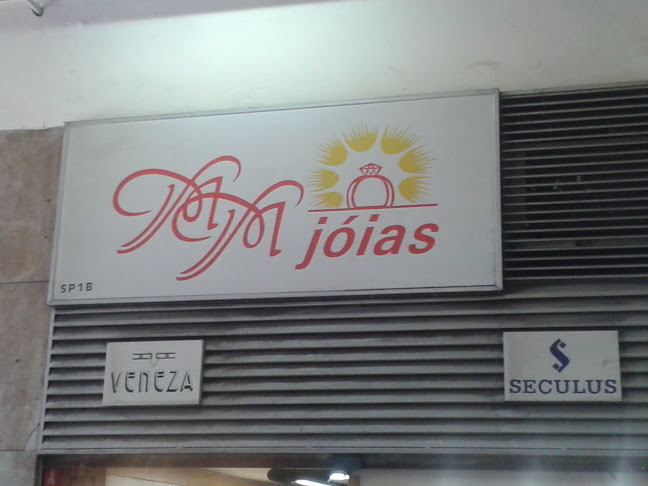 MM jóias
SP1B
VENEZA
SECULUS